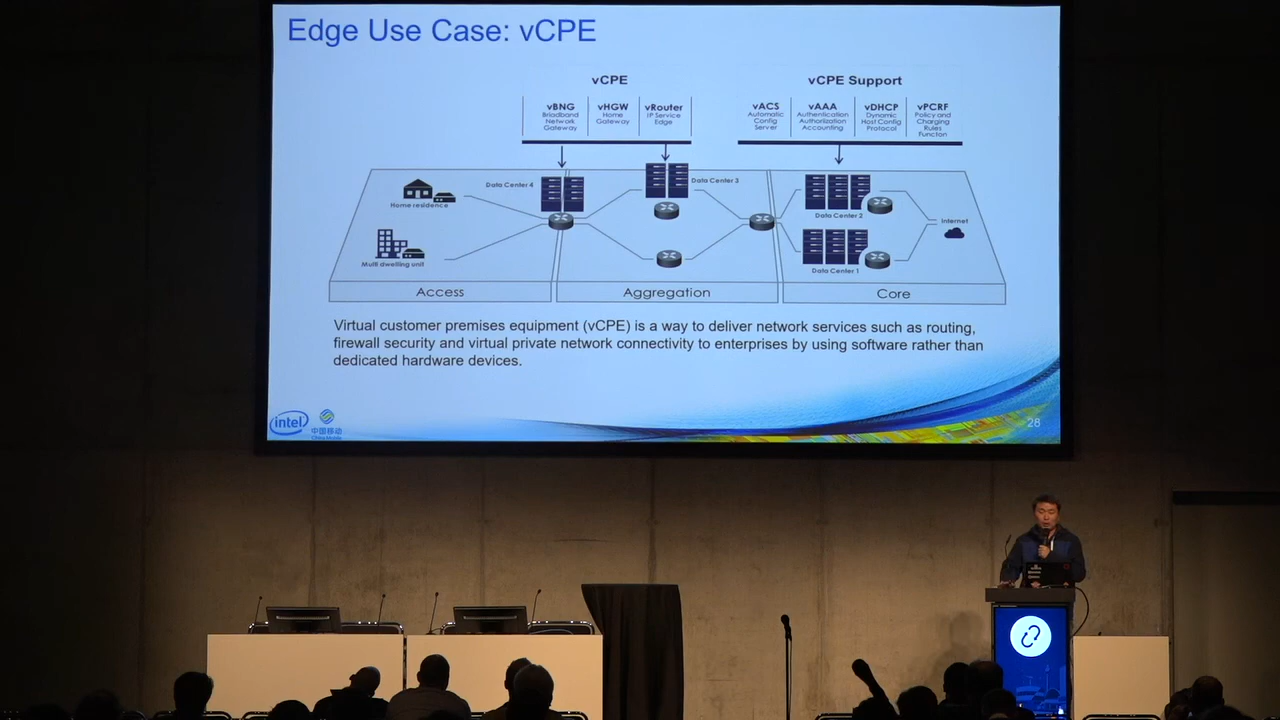 Edge Use Case: vCPE
vCPE
vCPE Support
vBNG
Broadband
Network
Gateway
vHGW
Home
Gateway
vRouter
IP Service
Edge
vACS
Automatic
Config
Server
vAAA
Authentication
Authorization
Accounting
vDHCP
Dynamic
Host Config
Protocol
vPCRF
Policy and
Charging
Rules
Function
Data Center 4
Data Center 3
Home residence
Data Center 2
Internet
Multi dwelling unit
Data Center 1
Access
Aggregation
Core
Virtual customer premises equipment (vCPE) is a way to deliver network services such as routing,
firewall security and virtual private network connectivity to enterprises by using software rather than
dedicated hardware devices.
intel
中国移动
China Mobile
28